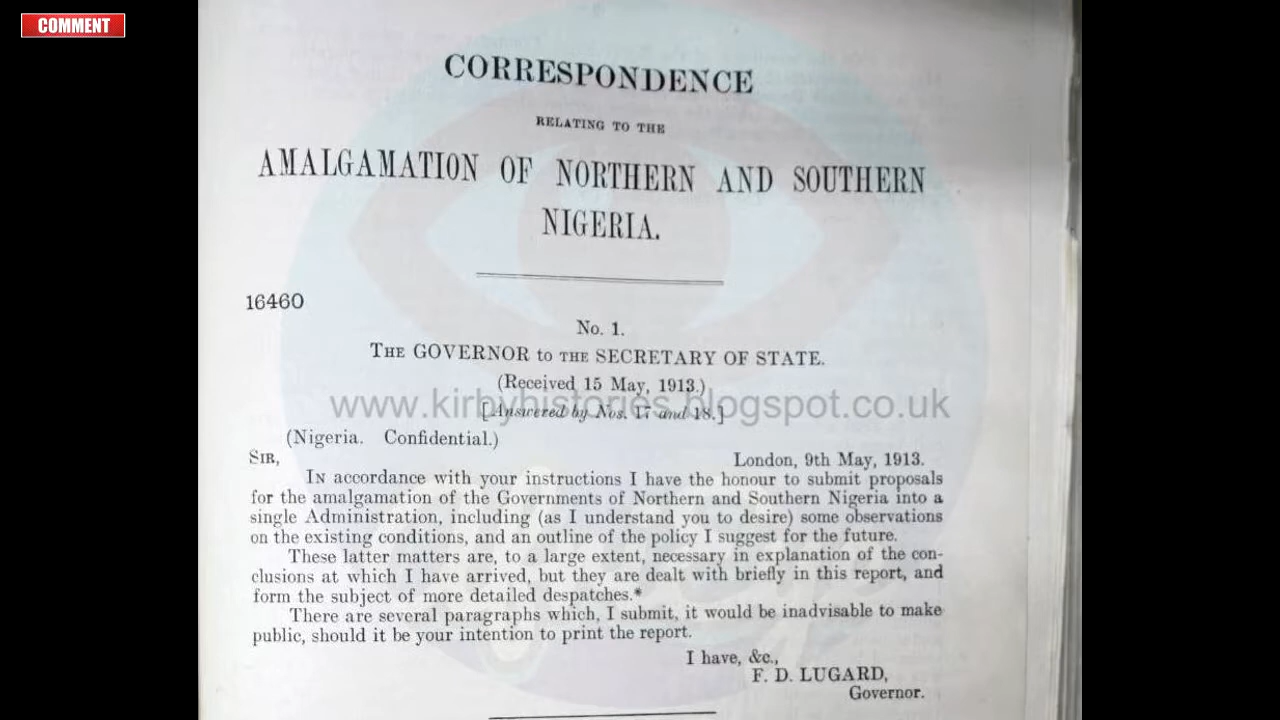 COMMENT
CORRESPONDENCE
RELATING TO THE
AMALGAMATION OF NORTHERN AND SOUTHERN
NIGERIA.
16460
No. 1.
THE GOVERNOR to THE SECRETARY OF STATE.
(Received 15 May, 1913.)
www.kirbyhistories.blogspot.co.uk
[Answered by Nos. 17 and 18.]
(Nigeria. Confidential.)
SIR,
London, 9th May, 1913.
IN accordance with your instructions I have the honour to submit proposals
for the amalgamation of the Governments of Northern and Southern Nigeria into a
single Administration, including (as I understand you to desire) some observations
on the existing conditions, and an outline of the policy I suggest for the future.
These latter matters are, to a large extent, necessary in explanation of the con-
clusions at which I have arrived, but they are dealt with briefly in this report, and
form the subject of more detailed despatches.*
There are several paragraphs which, I submit, it would be inadvisable to make
public, should it be your intention to print the report.
I have, &c.,
F. D. LUGARD,
Governor.